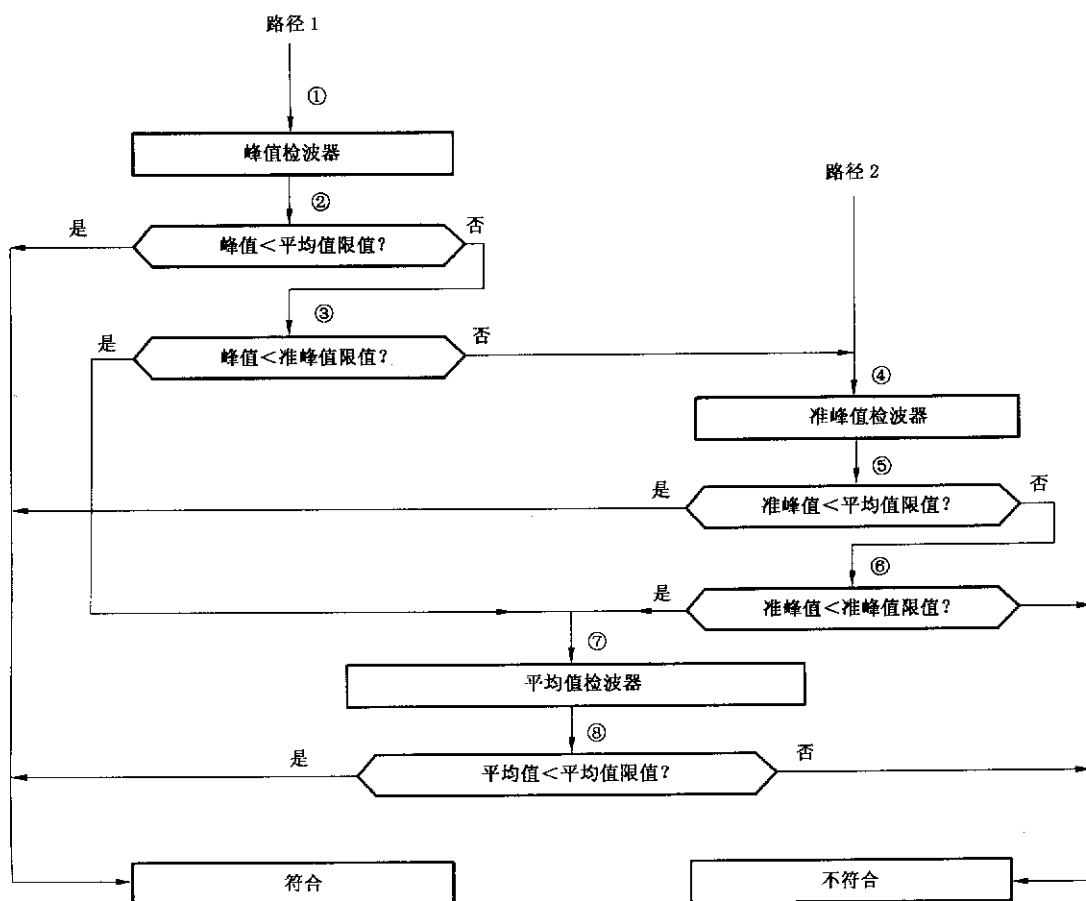 路径1
①
峰值检波器
路径2
②
是
否
峰值<平均值限值?
③
是
否
峰值<准峰值限值?
④
准峰值检波器
⑤
是
否
准峰值<平均值限值?
⑥
是
准峰值<准峰值限值?
⑦
平均值检波器
⑧
是
否
平均值<平均值限值?
符合
不符合